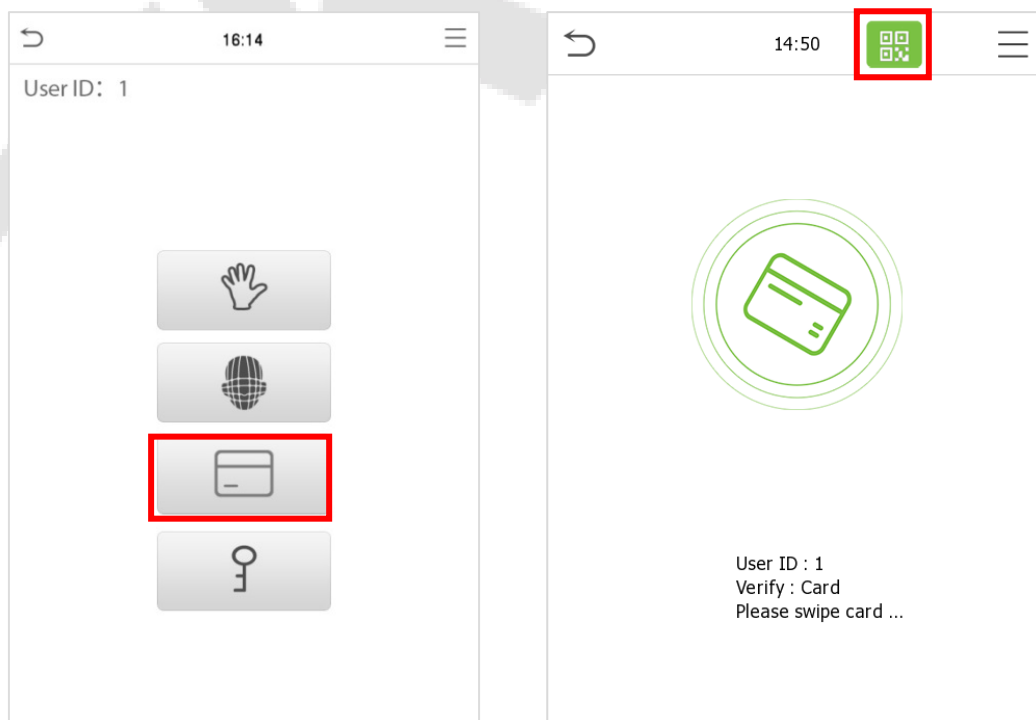 16:14
User ID： 1
14:50
User ID : 1
Verify : Card
Please swipe card ...